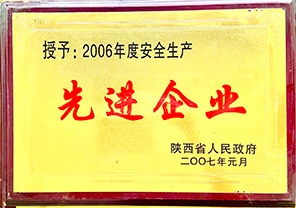 授予：2006年度安全生产
先进企业
陕西省人民政府
二〇〇七年元月